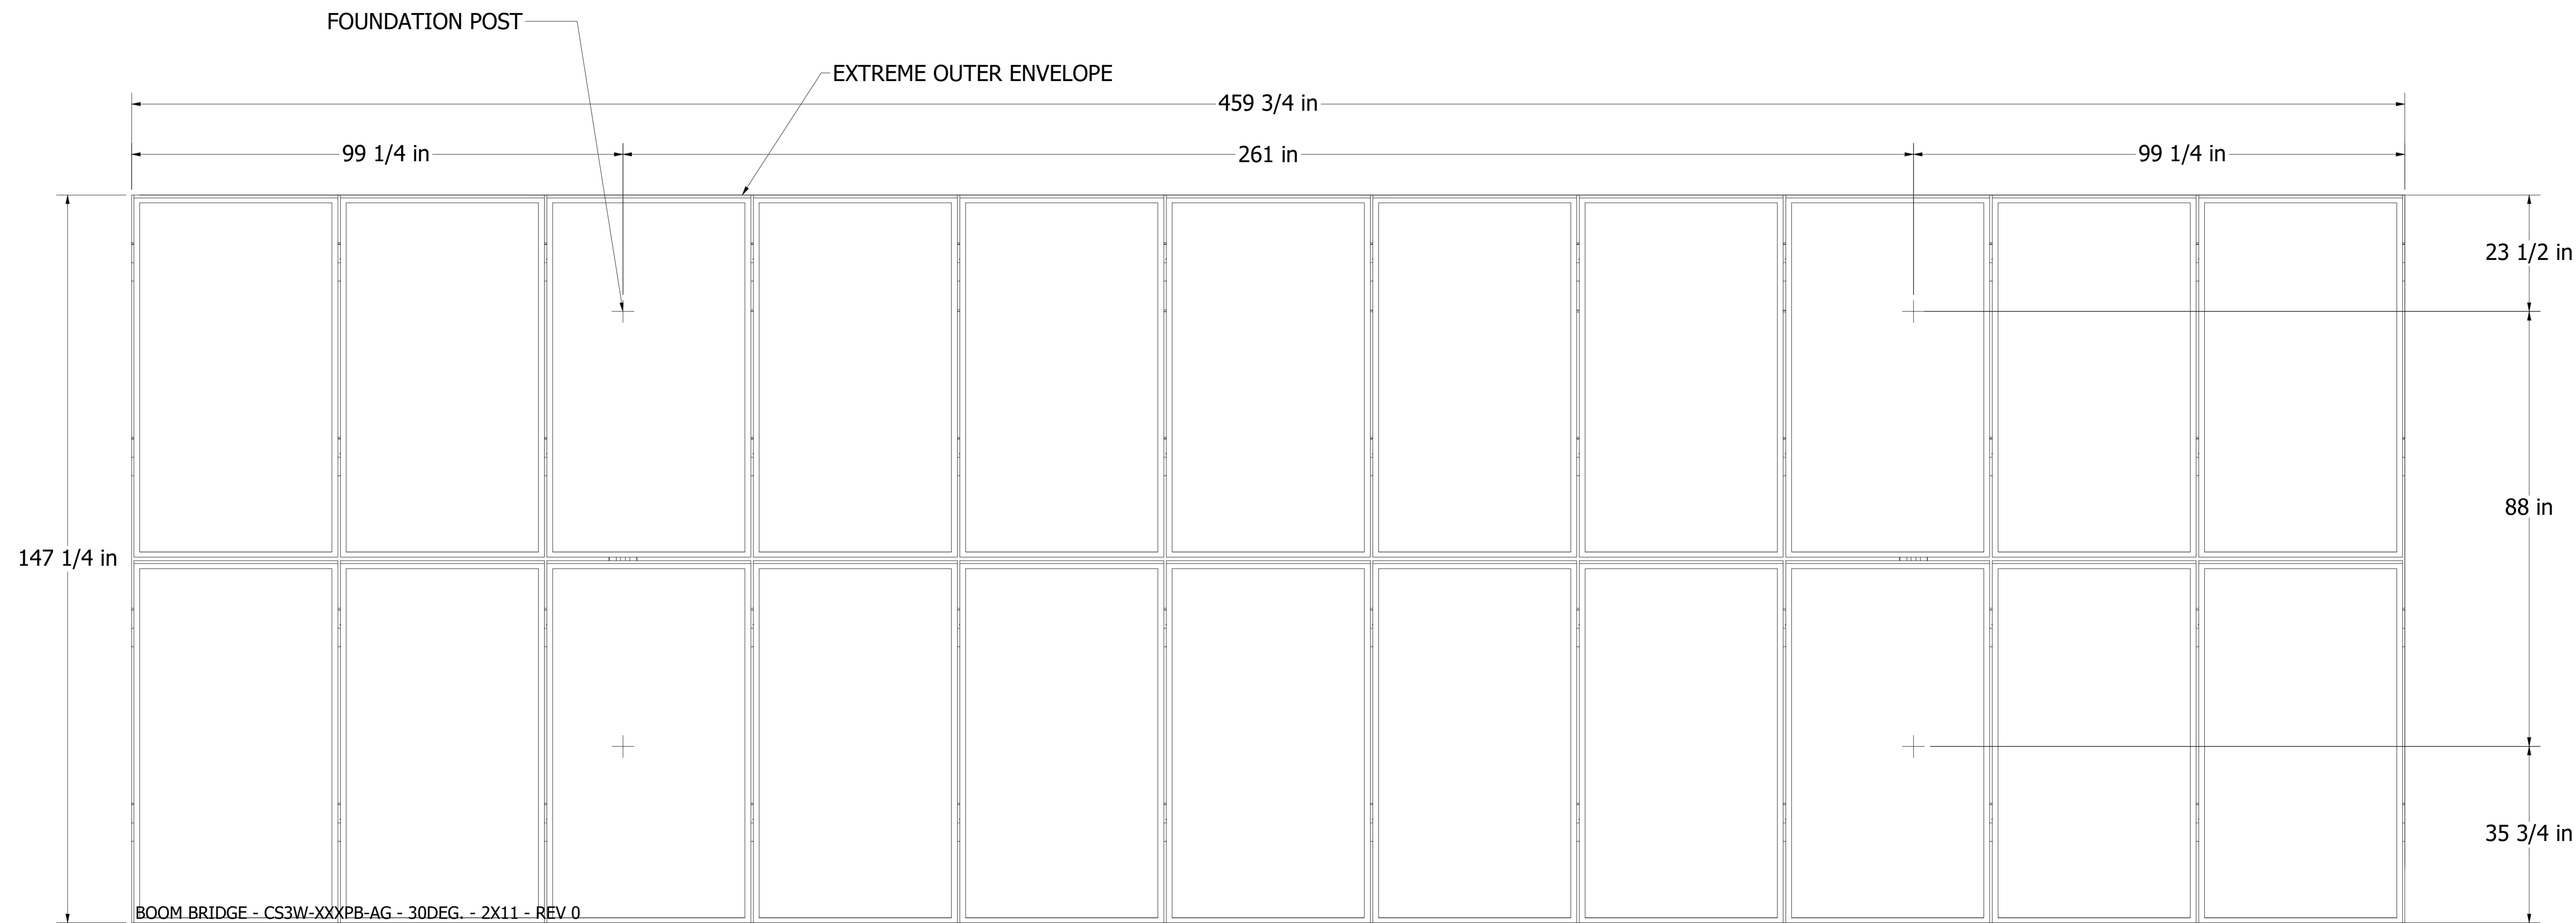 FOUNDATION POST
EXTREME OUTER ENVELOPE
459 3/4 in
99 1/4 in
261 in
99 1/4 in
23 1/2 in
88 in
147 1/4 in
35 3/4 in
BOOM BRIDGE - CS3W-XXXPB-AG - 30DEG. - 2X11 - REV 0